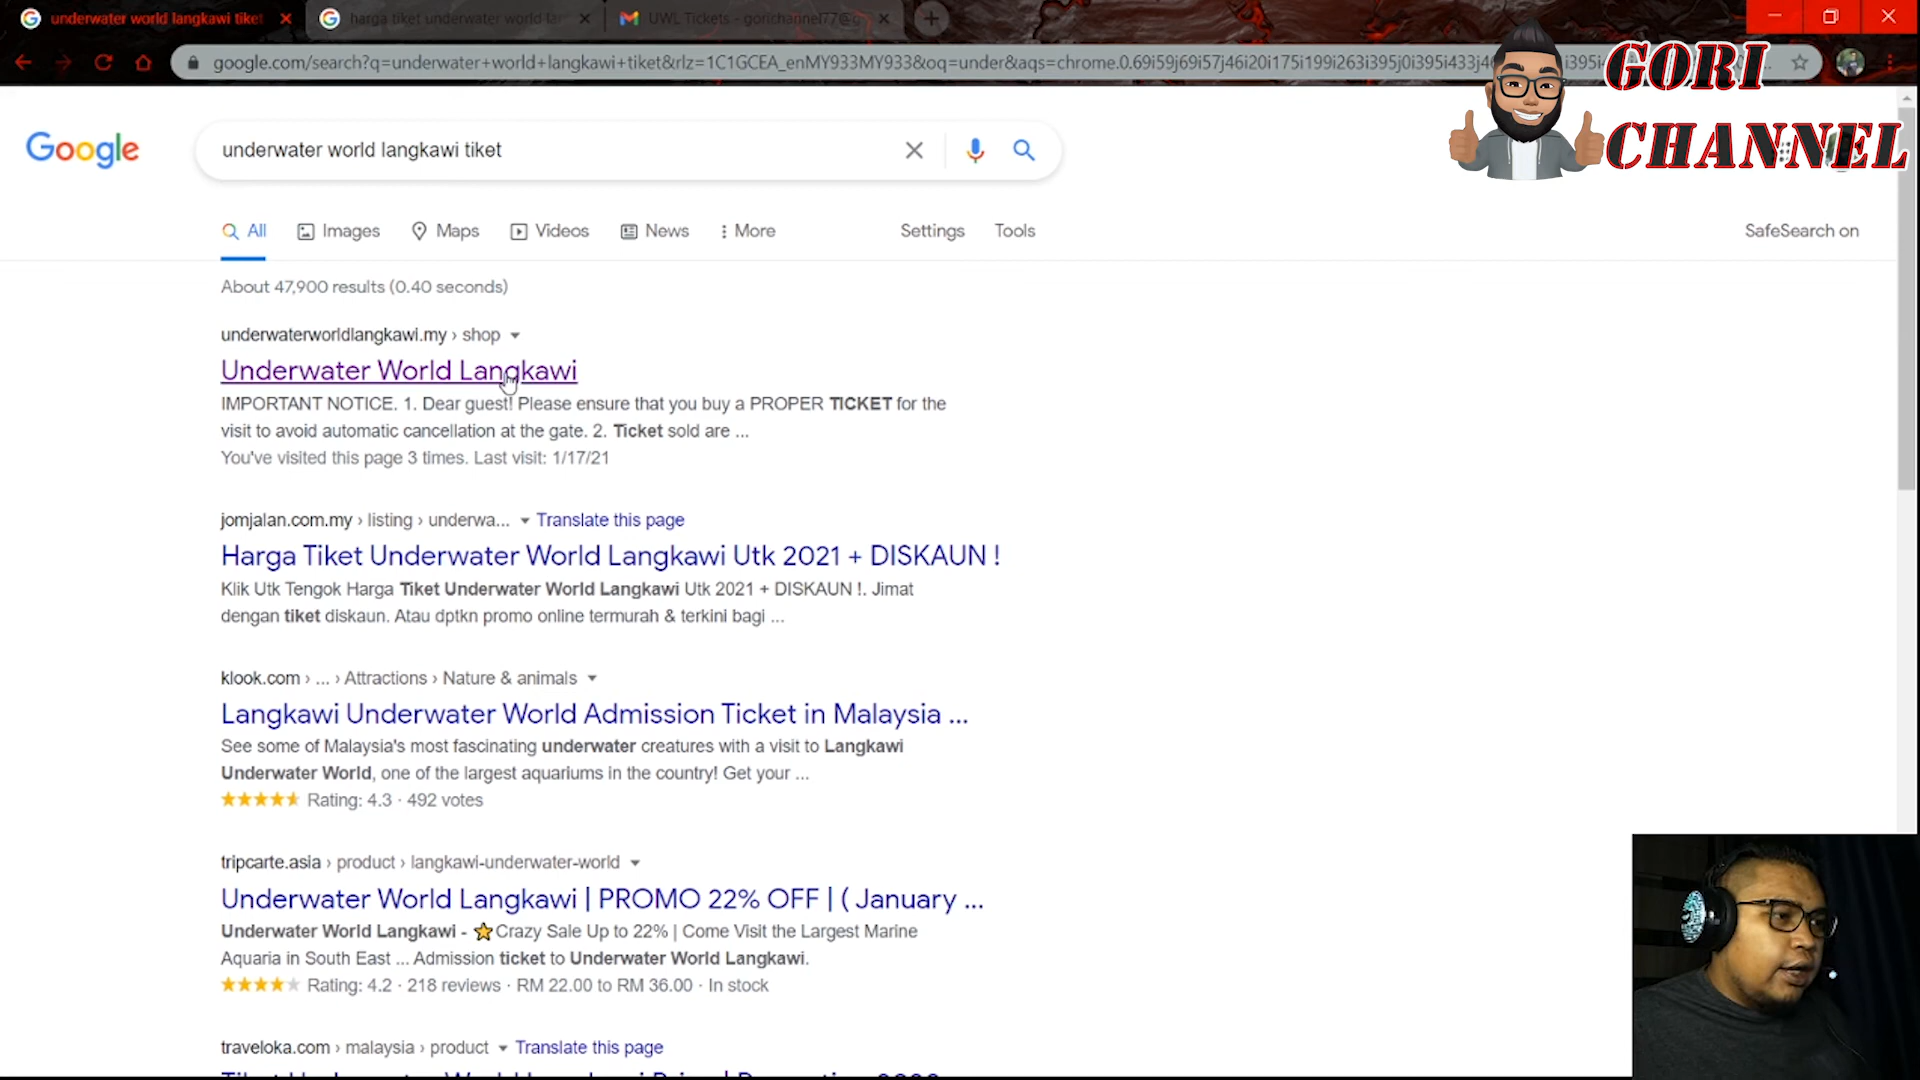 underwater world langkawi tiket
harga tiket underwater world lan
UWL Tickets - gorichannel77@g
google.com/search?q=underwater+world+langkawi+tiket&rlz=1C1GCEA_enMY933MY933&oq=under&aqs=chrome.0.69i59j69i57j46i20i175i199i263i395j0i395i433j4
GORI
CHANNEL
Google
underwater world langkawi tiket
All Images Maps Videos News More Settings Tools
SafeSearch on
About 47,900 results (0.40 seconds)
underwaterworldlangkawi.my › shop
Underwater World Langkawi
IMPORTANT NOTICE. 1. Dear guest! Please ensure that you buy a PROPER TICKET for the
visit to avoid automatic cancellation at the gate. 2. Ticket sold are ...
You've visited this page 3 times. Last visit: 1/17/21
jomjalan.com.my › listing › underwa... Translate this page
Harga Tiket Underwater World Langkawi Utk 2021 + DISKAUN !
Klik Utk Tengok Harga Tiket Underwater World Langkawi Utk 2021 + DISKAUN !. Jimat
dengan tiket diskaun. Atau dptkn promo online termurah & terkini bagi ...
klook.com › ... › Attractions › Nature & animals
Langkawi Underwater World Admission Ticket in Malaysia ...
See some of Malaysia's most fascinating underwater creatures with a visit to Langkawi
Underwater World, one of the largest aquariums in the country! Get your ...
Rating: 4.3 · 492 votes
tripcarte.asia › product › langkawi-underwater-world
Underwater World Langkawi | PROMO 22% OFF | ( January ...
Underwater World Langkawi - ⭐Crazy Sale Up to 22% | Come Visit the Largest Marine
Aquaria in South East ... Admission ticket to Underwater World Langkawi.
Rating: 4.2 · 218 reviews · RM 22.00 to RM 36.00 · In stock
traveloka.com › malaysia › product Translate this page